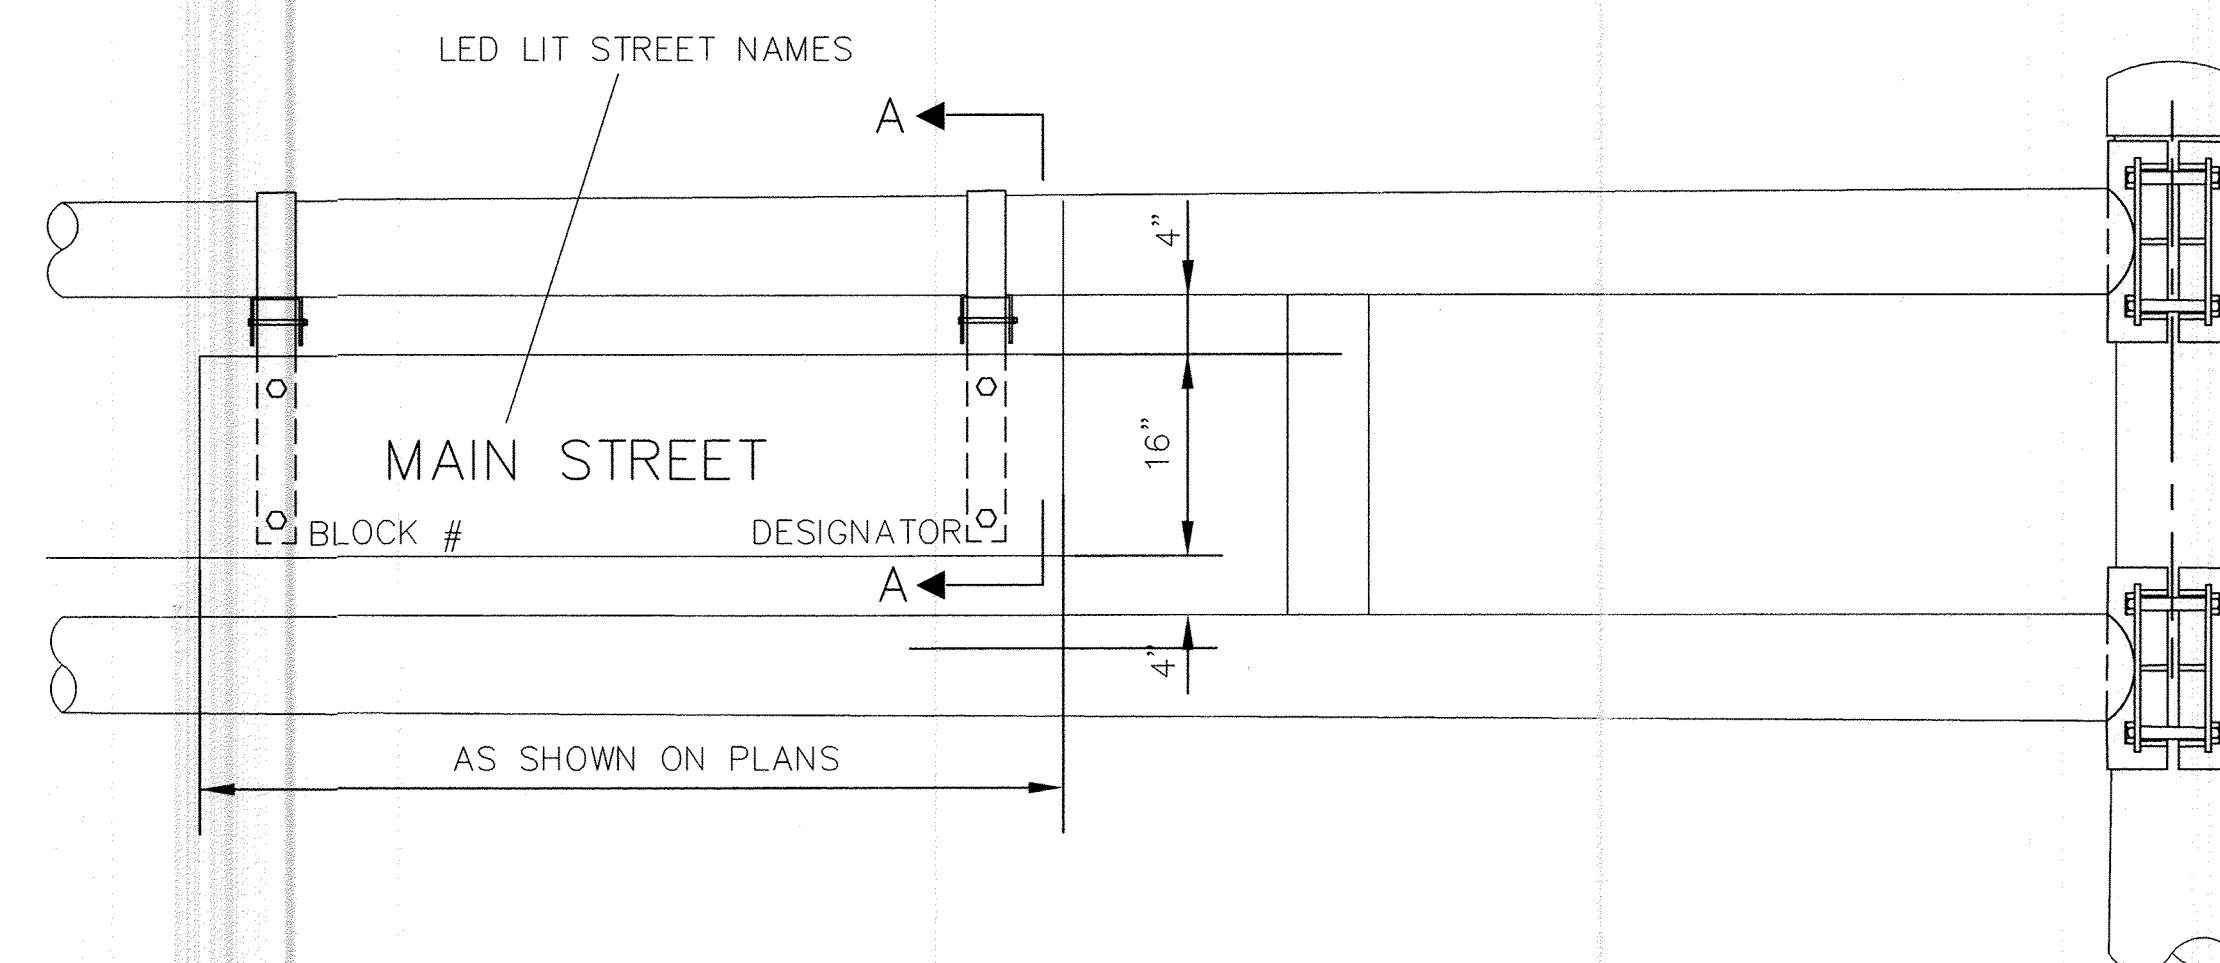 LED LIT STREET NAMES
A
4"
16"
MAIN STREET
BLOCK # DESIGNATOR
A
4"
AS SHOWN ON PLANS